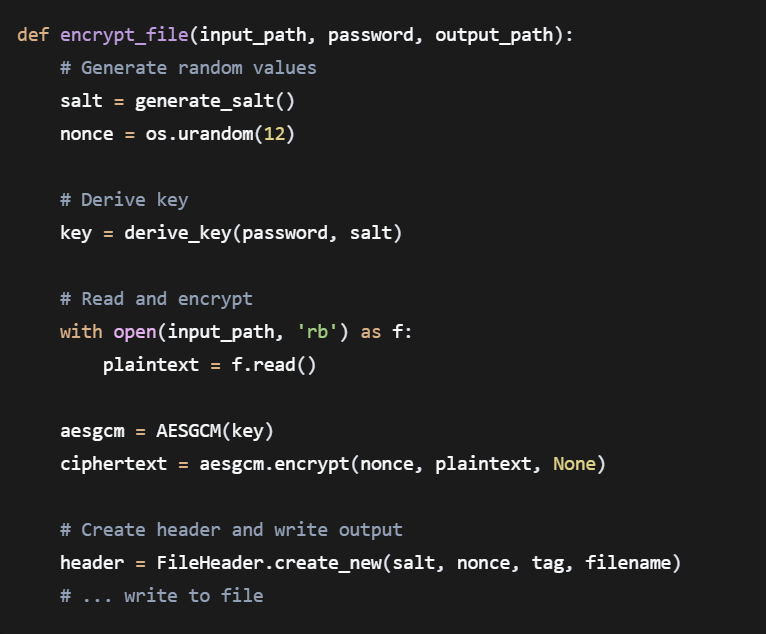 def encrypt_file(input_path, password, output_path):
    # Generate random values
    salt = generate_salt()
    nonce = os.urandom(12)
    # Derive key
    key = derive_key(password, salt)
    # Read and encrypt
    with open(input_path, 'rb') as f:
        plaintext = f.read()
    aesgcm = AESGCM(key)
    ciphertext = aesgcm.encrypt(nonce, plaintext, None)
    # Create header and write output
    header = FileHeader.create_new(salt, nonce, tag, filename)
    # ... write to file